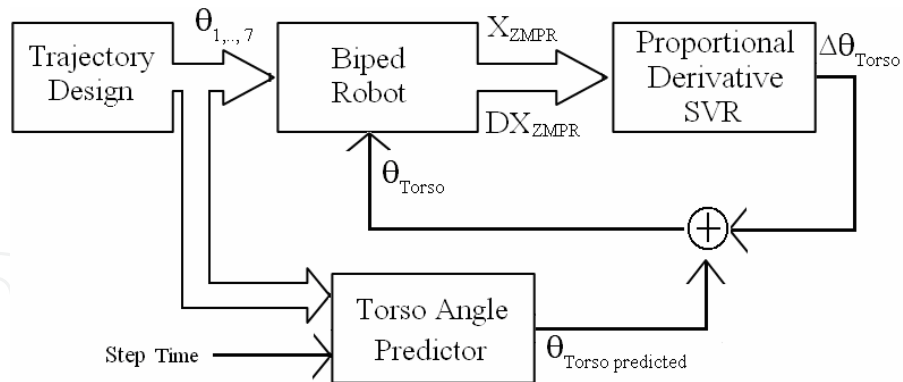 θ1,..,7
Trajectory
Design
Biped
Robot
XZMPR
DXZMPR
Proportional
Derivative
SVR
ΔθTorso
θTorso
+
Torso Angle
Predictor
Step Time
θTorso predicted